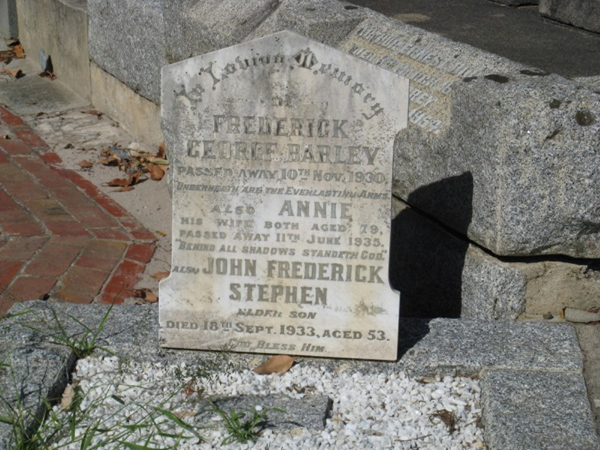 In Loving Memory
of
FREDERICK
GEORGE BARLEY
PASSED AWAY 10TH NOV. 1930.
UNDERNEATH ARE THE EVERLASTING ARMS.
ALSO ANNIE
HIS WIFE BOTH AGED 79,
PASSED AWAY 11TH JUNE 1935.
"BEHIND ALL SHADOWS STANDETH GOD."
ALSO JOHN FREDERICK
STEPHEN
ELDER SON
DIED 18TH SEPT. 1933, AGED 53.
GOD BLESS HIM.